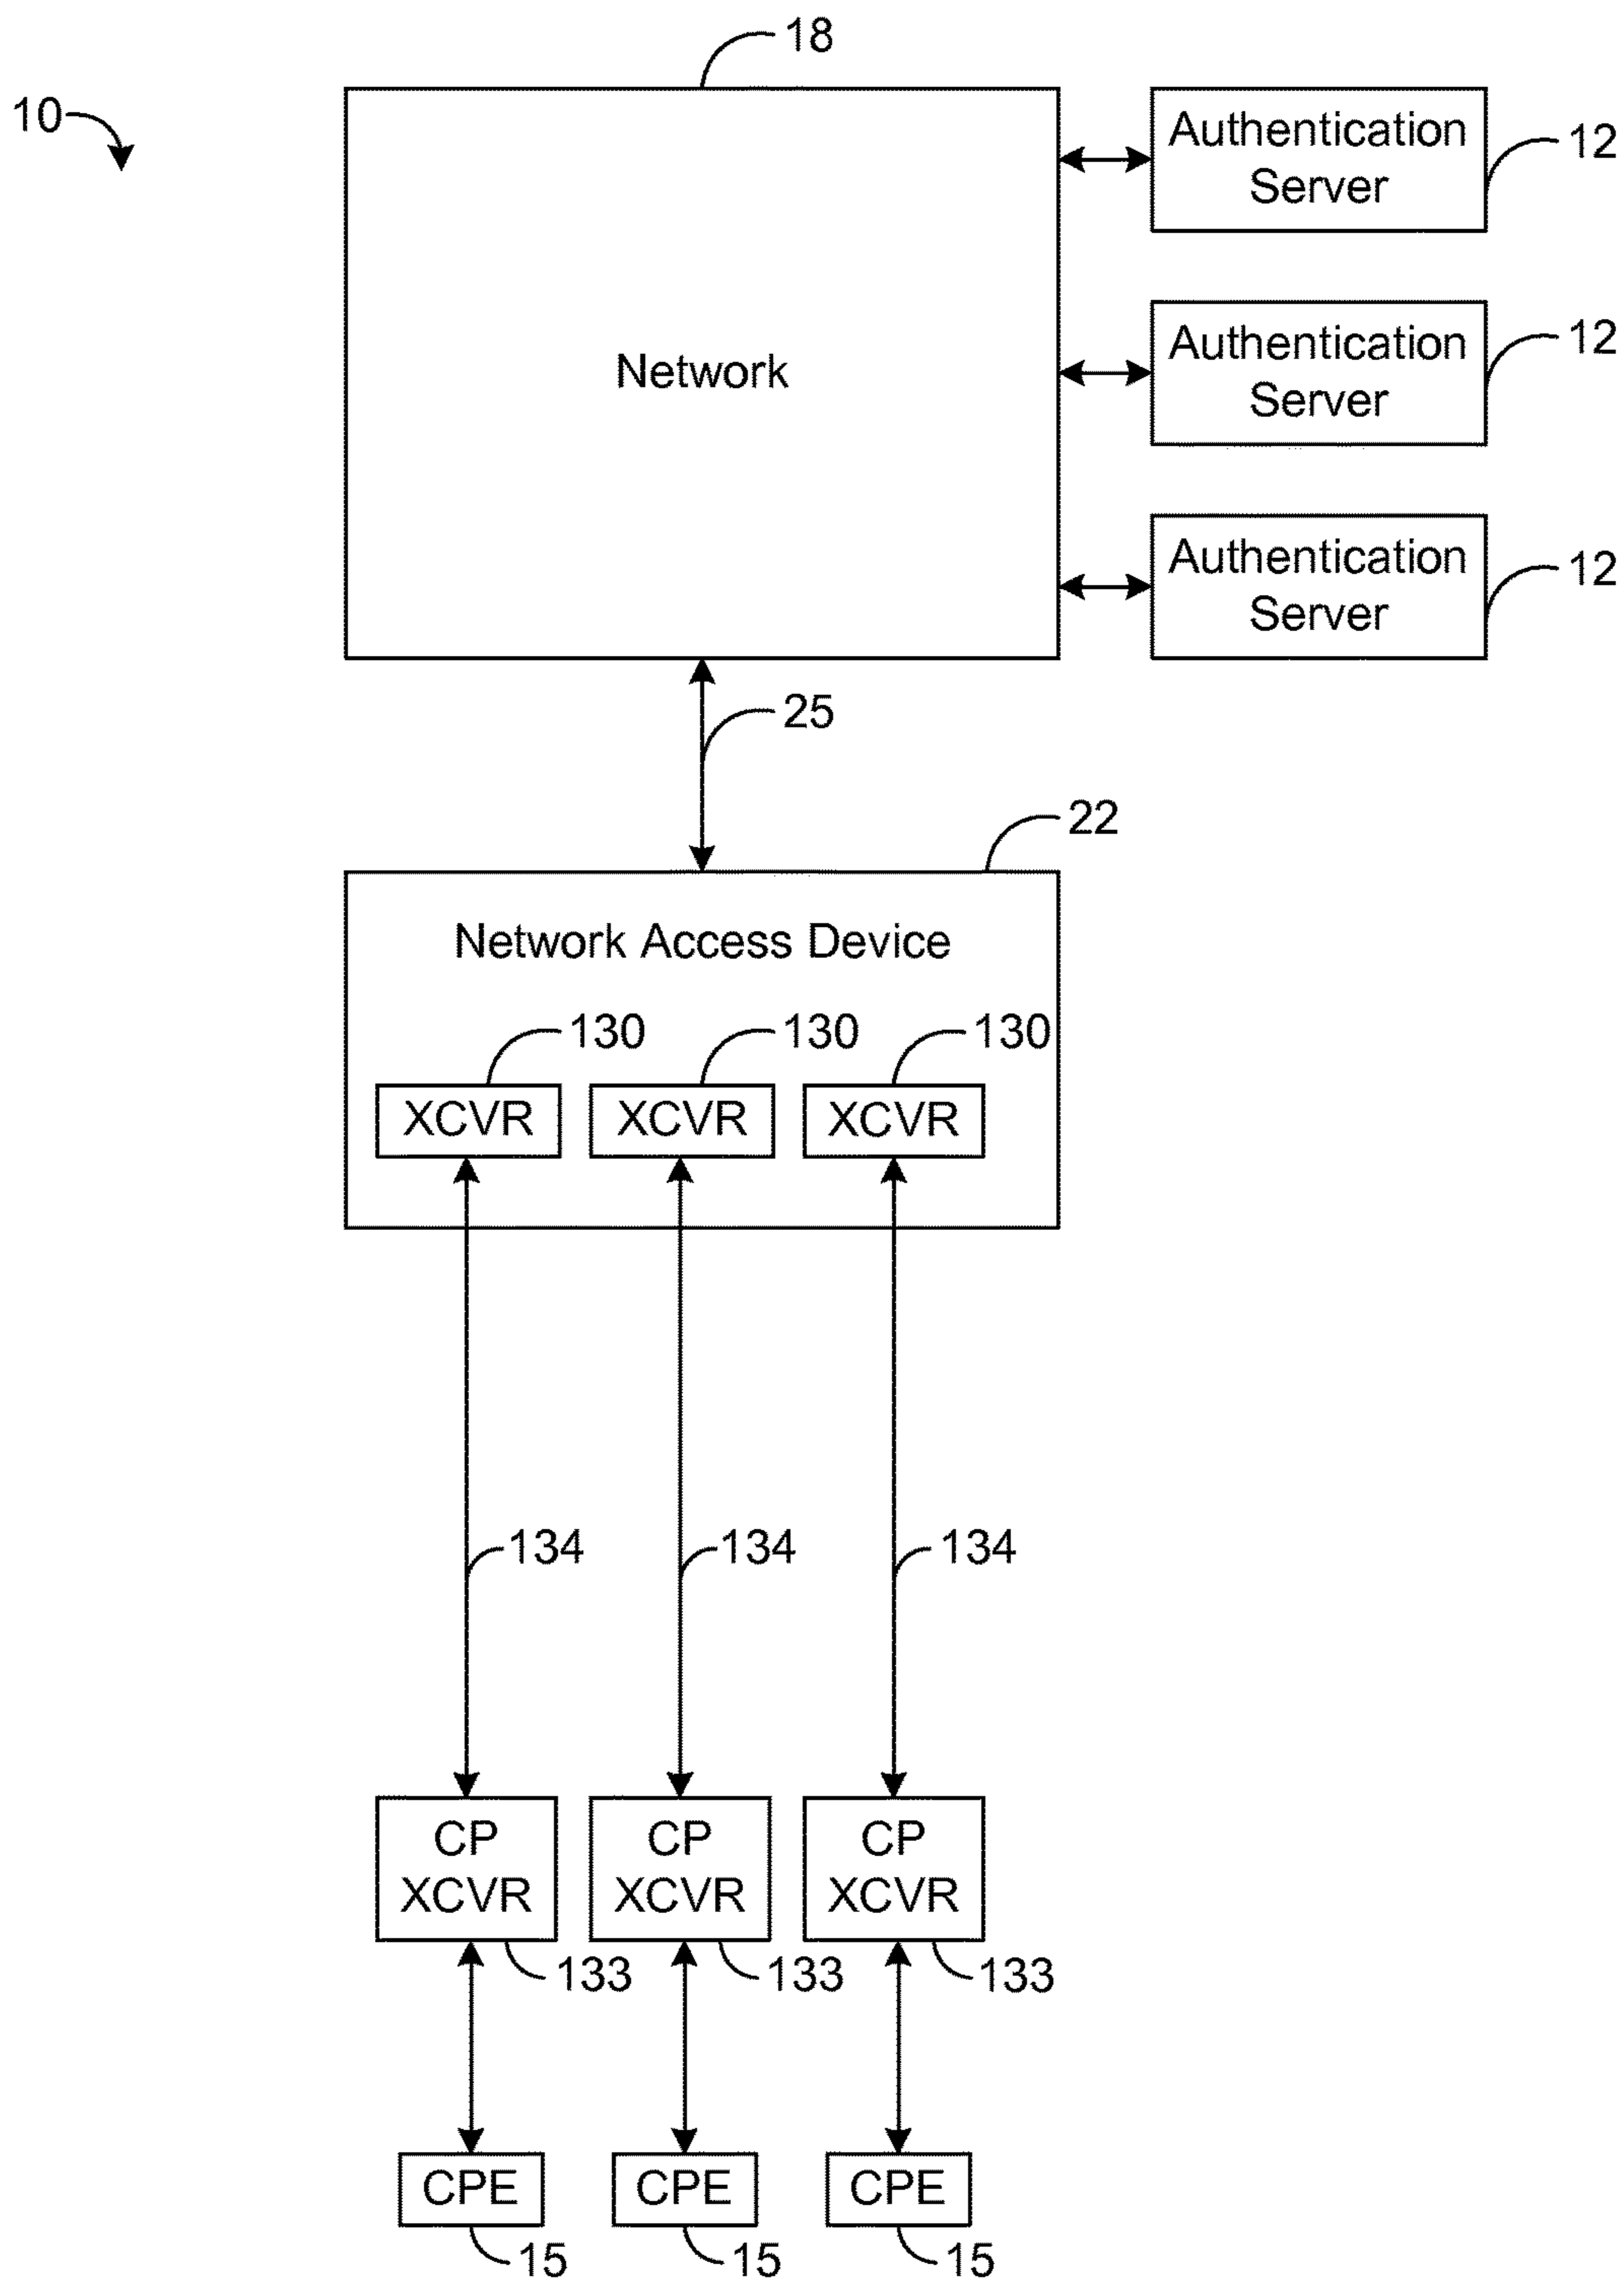 18
10
Authentication
Server
12
Network
Authentication
Server
12
Authentication
Server
12
25
22
Network Access Device
130 130 130
XCVR XCVR XCVR
134 134 134
CP CP CP
XCVR XCVR XCVR
133 133 133
CPE CPE CPE
15 15 15